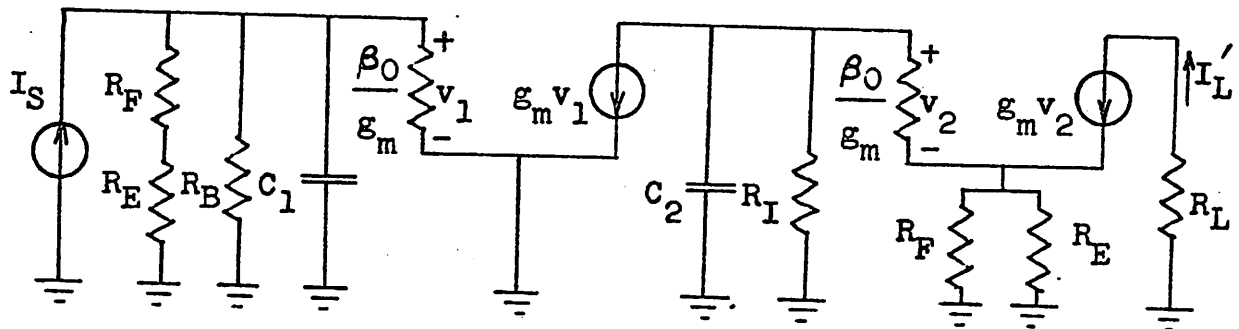 I_S
R_F
R_E
R_B
C_1
β_0
g_m
+
v_1
-
g_m v_1
C_2
R_I
β_0
g_m
+
v_2
-
R_F
R_E
g_m v_2
I_L'
R_L